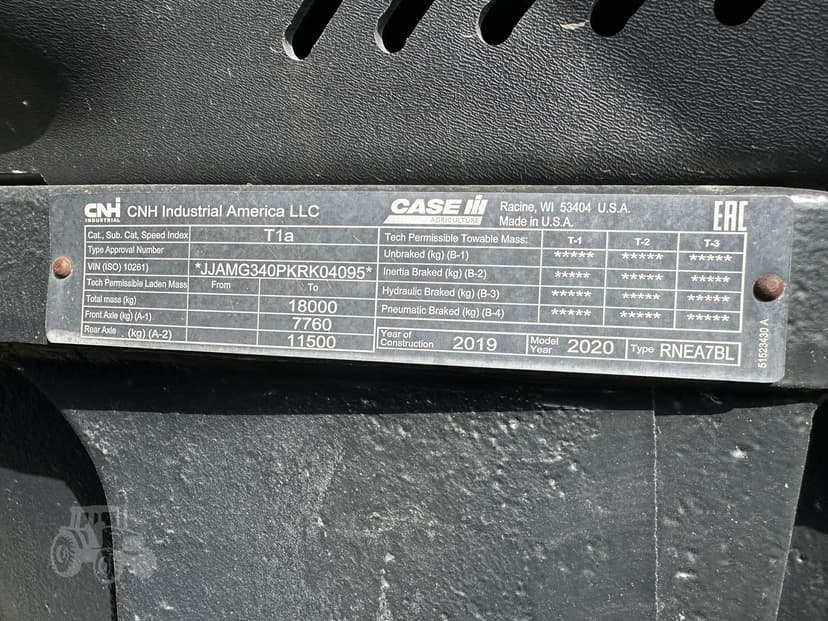 CNH INDUSTRIAL CNH Industrial America LLC
CASE IH AGRICULTURE
Racine, WI 53404 U.S.A.
Made in U.S.A.
EAC
Cat., Sub. Cat, Speed Index T1a
Type Approval Number
VIN (ISO) 10261) *JJAMG340PKRK04095*
Tech Permissible Laden Mass From To
Total mass (kg) 18000
Front Axle (kg) (A-1) 7760
Rear Axle (kg) (A-2) 11500
Tech Permissible Towable Mass: T-1 T-2 T-3
Unbraked (kg) (B-1) ***** ***** *****
Inertia Braked (kg) (B-2) ***** ***** *****
Hydraulic Braked (kg) (B-3) ***** ***** *****
Pneumatic Braked (kg) (B-4) ***** ***** *****
Year of Construction 2019 Model Year 2020 Type RNEA7BL
51523430 A